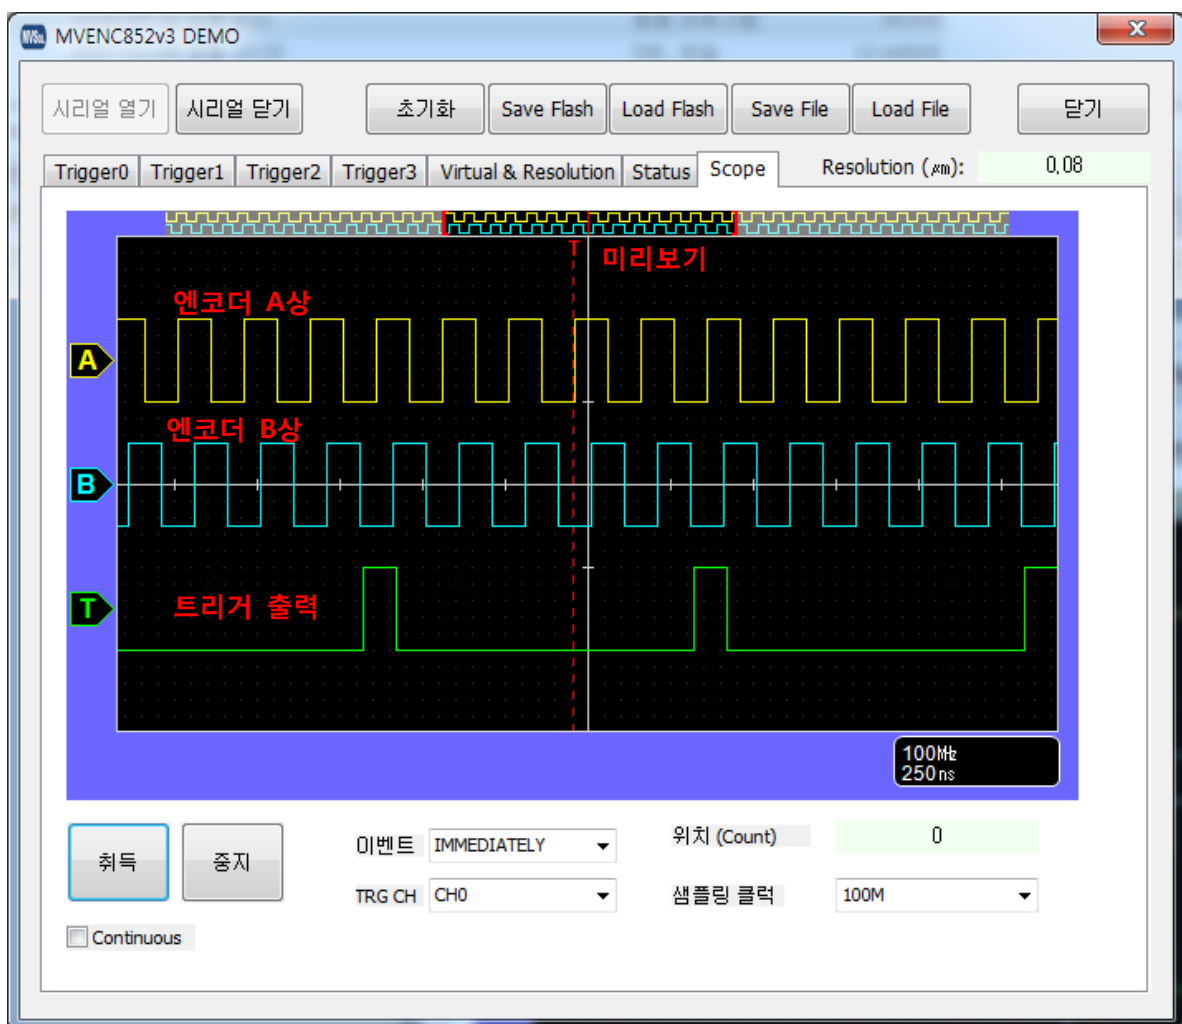 MVSol MVENC852v3 DEMO X
시리얼 열기 시리얼 닫기 초기화 Save Flash Load Flash Save File Load File 닫기
Trigger0 Trigger1 Trigger2 Trigger3 Virtual & Resolution Status Scope Resolution (㎛): 0,08
T 미리보기
엔코더 A상
A
엔코더 B상
B
트리거 출력
T
100㎒
250㎱
취득 중지 이벤트 IMMEDIATELY 위치 (Count) 0
TRG CH CH0 샘플링 클럭 100M
Continuous